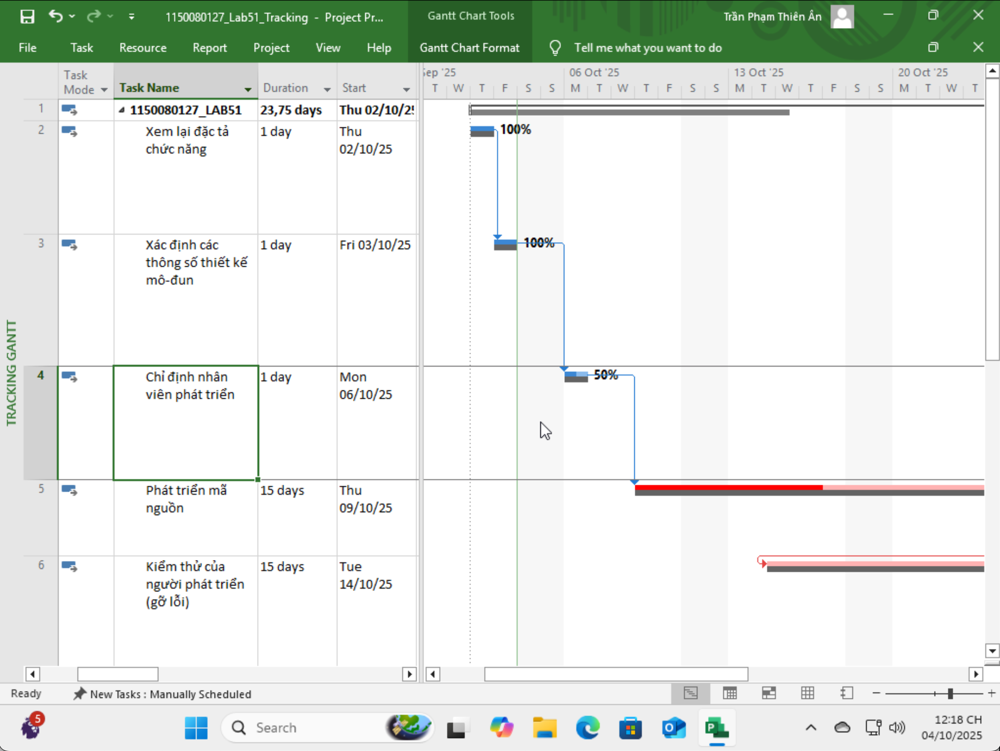 1150080127_Lab51_Tracking - Project Pr...
Gantt Chart Tools
Trần Phạm Thiên Ân
File Task Resource Report Project View Help Gantt Chart Format Tell me what you want to do
Task Mode Task Name Duration Start
Sep '25 06 Oct '25 13 Oct '25 20 Oct '25
T W T F S S M T W T F S S M T W T F S S M T W T
1 1150080127_LAB51 23,75 days Thu 02/10/25
2 Xem lại đặc tả chức năng 1 day Thu 02/10/25 100%
3 Xác định các thông số thiết kế mô-đun 1 day Fri 03/10/25 100%
4 Chỉ định nhân viên phát triển 1 day Mon 06/10/25 50%
5 Phát triển mã nguồn 15 days Thu 09/10/25
6 Kiểm thử của người phát triển (gỡ lỗi) 15 days Tue 14/10/25
TRACKING GANTT
Ready New Tasks : Manually Scheduled
5
Search
12:18 CH
04/10/2025